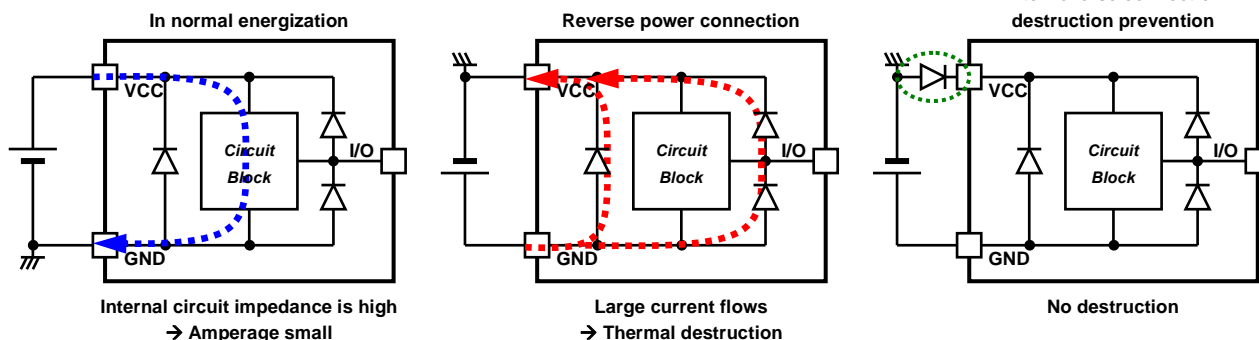 In normal energization
VCC
Circuit
Block
I/O
GND
Internal circuit impedance is high
→ Amperage small
Reverse power connection
VCC
Circuit
Block
I/O
GND
Large current flows
→ Thermal destruction
destruction prevention
VCC
Circuit
Block
I/O
GND
No destruction